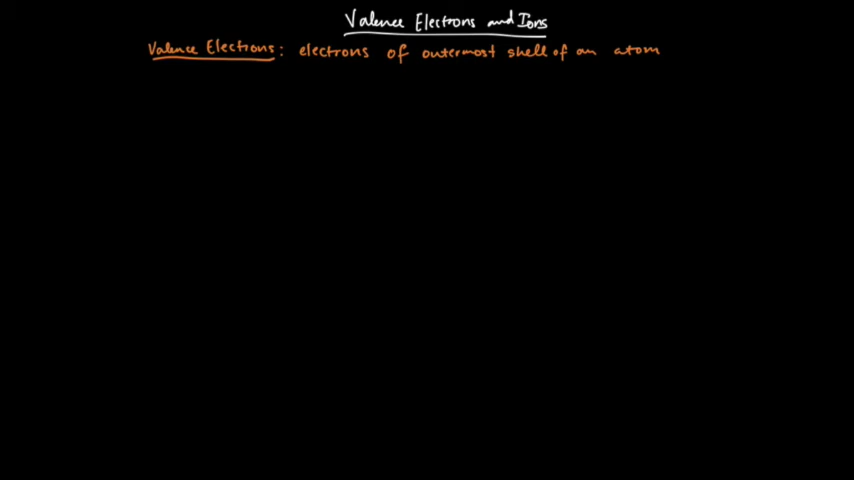 Valence Electrons and Ions
Valence Electrons: electrons of outermost shell of an atom